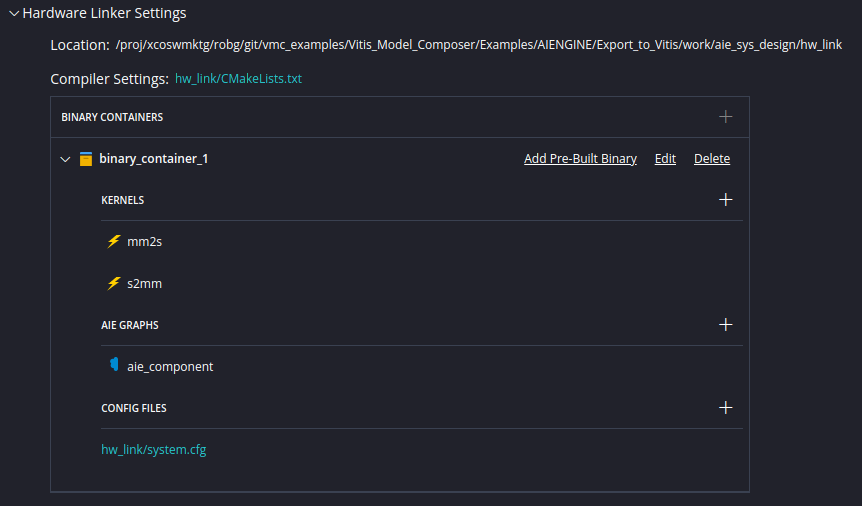 Hardware Linker Settings
Location: /proj/xcoswmktg/robg/git/vmc_examples/Vitis_Model_Composer/Examples/AIENGINE/Export_to_Vitis/work/aie_sys_design/hw_link
Compiler Settings: hw_link/CMakeLists.txt
BINARY CONTAINERS
binary_container_1 Add Pre-Built Binary Edit Delete
KERNELS
mm2s
s2mm
AIE GRAPHS
aie_component
CONFIG FILES
hw_link/system.cfg